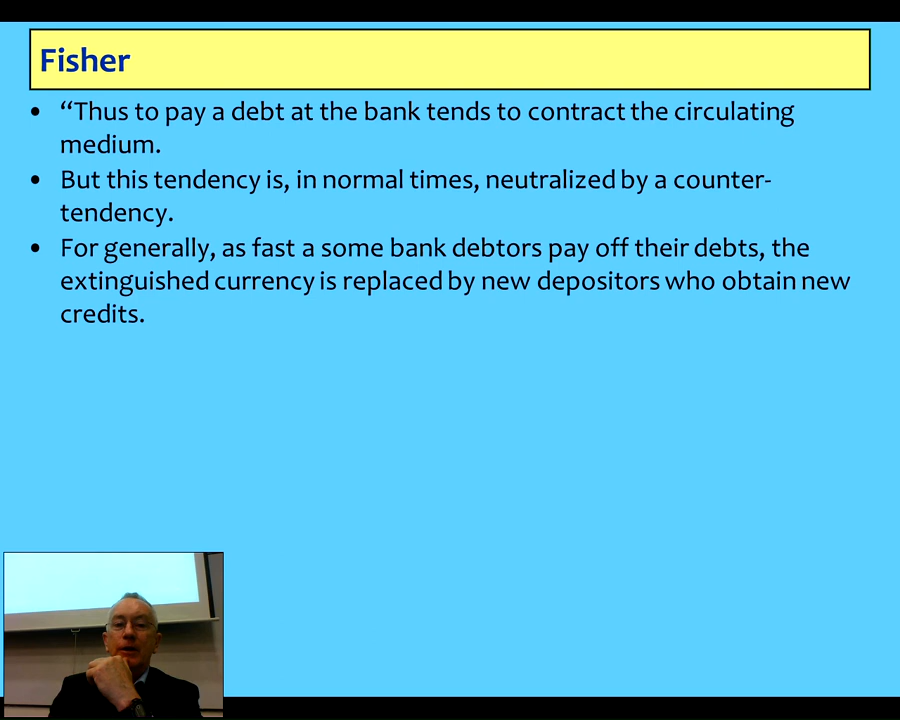 Fisher
• “Thus to pay a debt at the bank tends to contract the circulating
medium.
• But this tendency is, in normal times, neutralized by a counter-
tendency.
• For generally, as fast a some bank debtors pay off their debts, the
extinguished currency is replaced by new depositors who obtain new
credits.